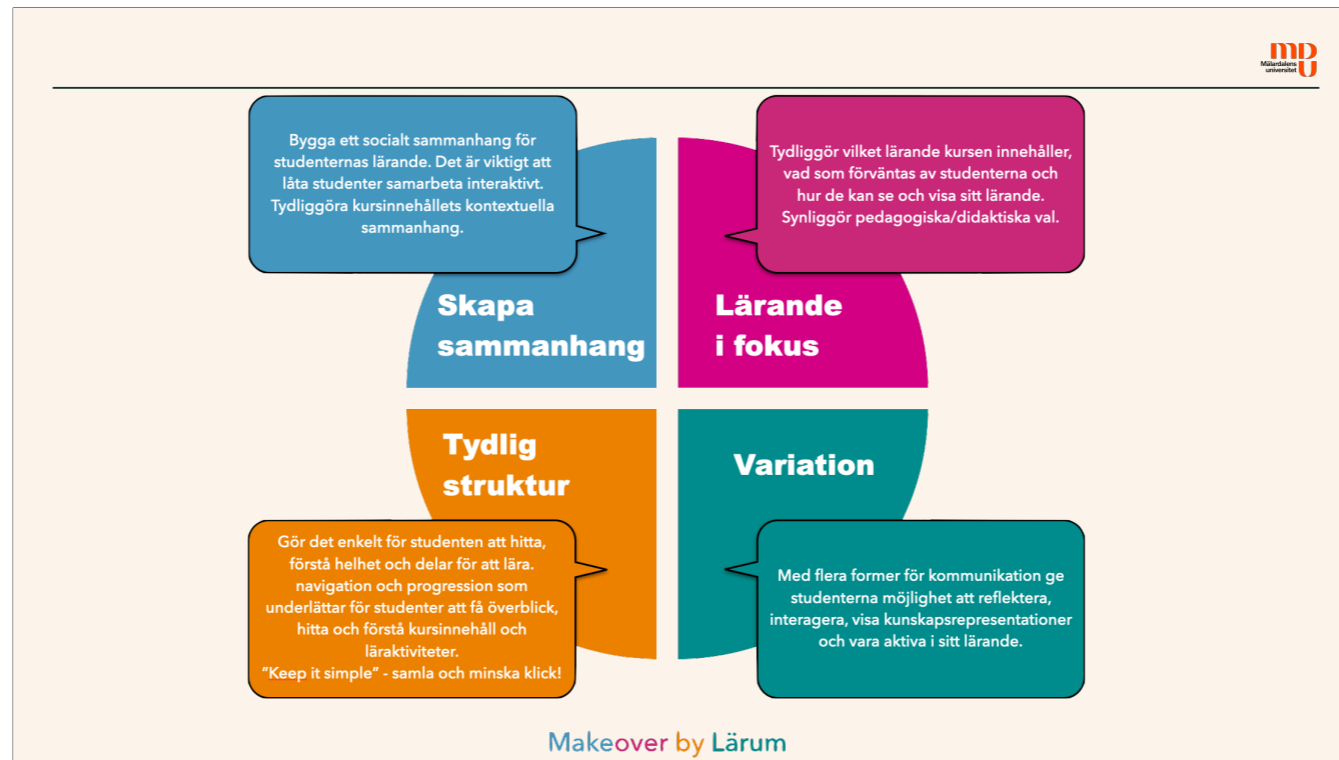 MDU
Mälardalens
universitet
Bygga ett socialt sammanhang för
studenternas lärande. Det är viktigt att
låta studenter samarbeta interaktivt.
Tydliggöra kursinnehållets kontextuella
sammanhang.
Tydliggör vilket lärande kursen innehåller,
vad som förväntas av studenterna och
hur de kan se och visa sitt lärande.
Synliggör pedagogiska/didaktiska val.
Skapa
sammanhang
Lärande
i fokus
Tydlig
struktur
Variation
Gör det enkelt för studenten att hitta,
förstå helhet och delar för att lära.
navigation och progression som
underlättar för studenter att få överblick,
hitta och förstå kursinnehåll och
läraktiviteter.
"Keep it simple" - samla och minska klick!
Med flera former för kommunikation ge
studenterna möjlighet att reflektera,
interagera, visa kunskapsrepresentationer
och vara aktiva i sitt lärande.
Makeover by Lärum